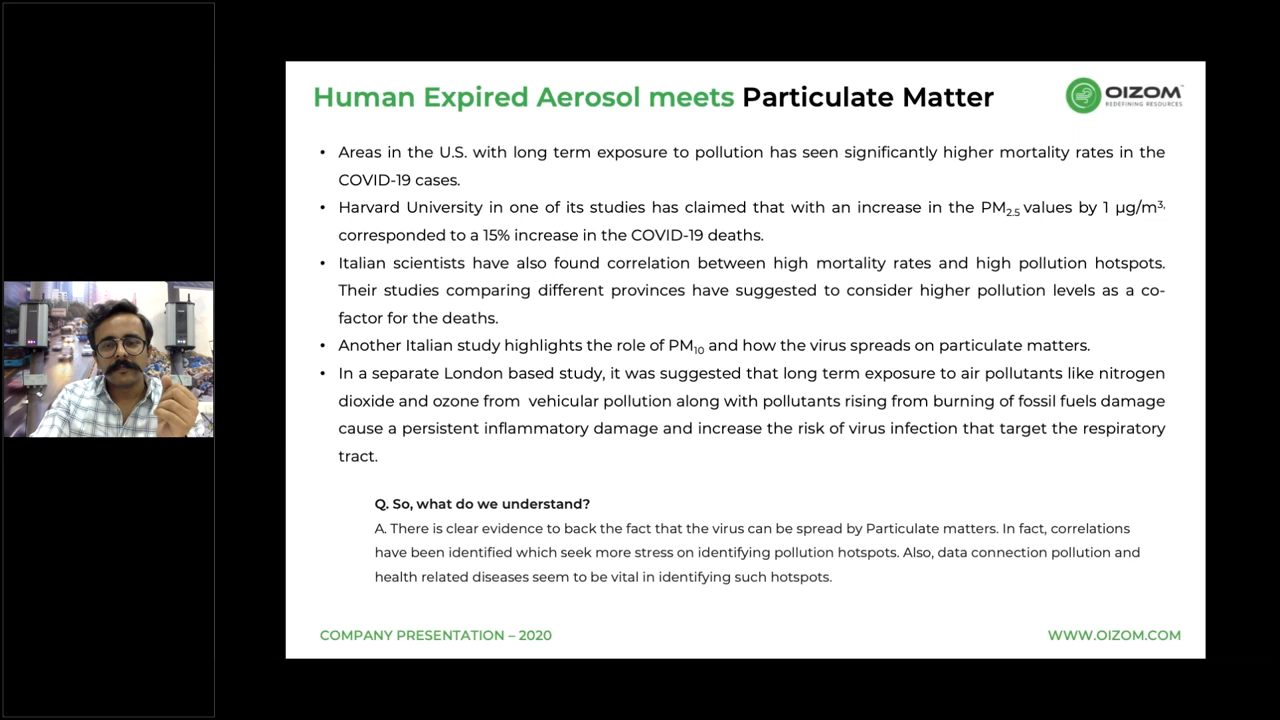 Human Expired Aerosol meets Particulate Matter
OIZOM™
REDEFINING RESOURCES
• Areas in the U.S. with long term exposure to pollution has seen significantly higher mortality rates in the
COVID-19 cases.
• Harvard University in one of its studies has claimed that with an increase in the PM2.5 values by 1 µg/m3,
corresponded to a 15% increase in the COVID-19 deaths.
• Italian scientists have also found correlation between high mortality rates and high pollution hotspots.
Their studies comparing different provinces have suggested to consider higher pollution levels as a co-
factor for the deaths.
• Another Italian study highlights the role of PM10 and how the virus spreads on particulate matters.
• In a separate London based study, it was suggested that long term exposure to air pollutants like nitrogen
dioxide and ozone from vehicular pollution along with pollutants rising from burning of fossil fuels damage
cause a persistent inflammatory damage and increase the risk of virus infection that target the respiratory
tract.
Q. So, what do we understand?
A. There is clear evidence to back the fact that the virus can be spread by Particulate matters. In fact, correlations
have been identified which seek more stress on identifying pollution hotspots. Also, data connection pollution and
health related diseases seem to be vital in identifying such hotspots.
COMPANY PRESENTATION – 2020
WWW.OIZOM.COM